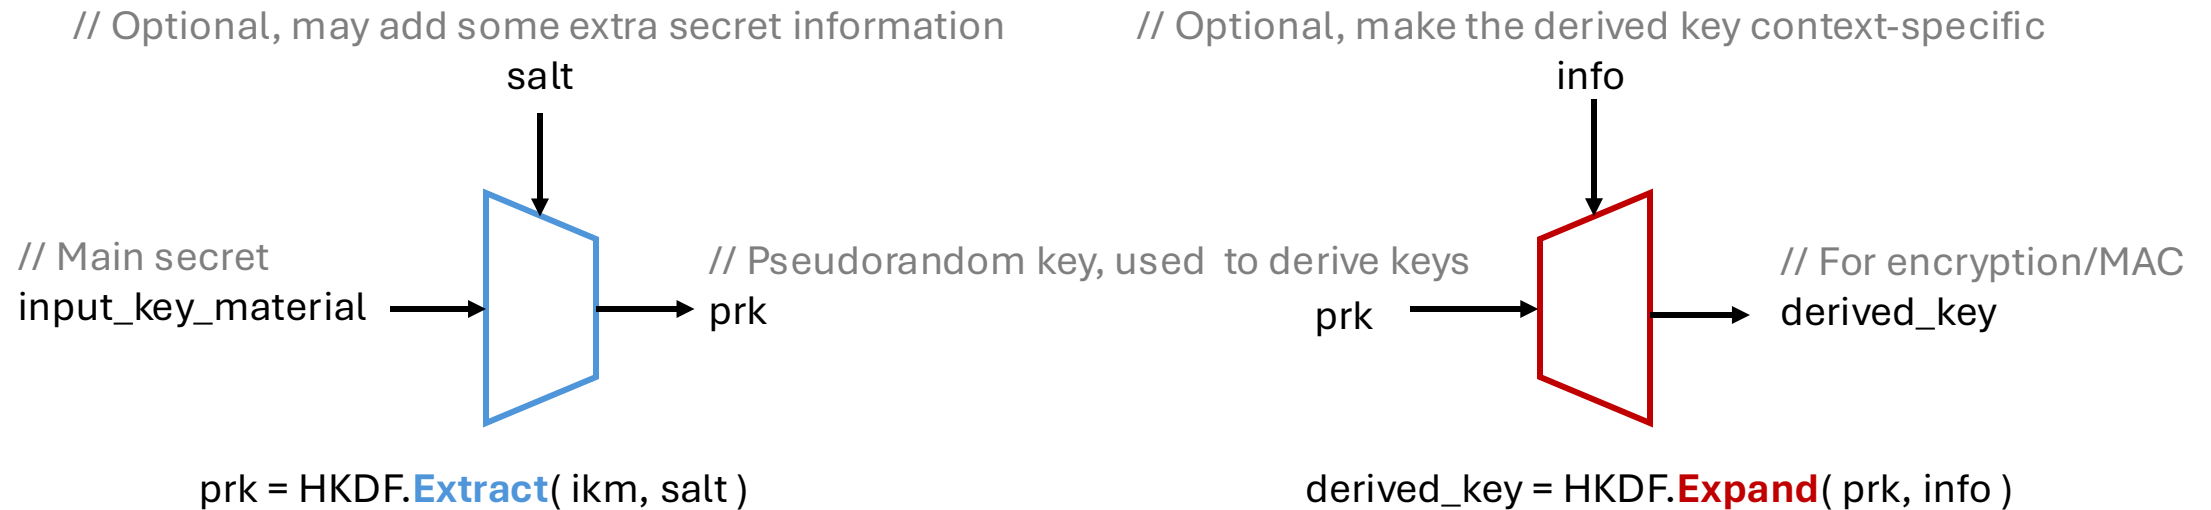 // Optional, may add some extra secret information
salt
// Main secret
input_key_material
// Pseudorandom key, used  to derive keys
prk
prk = HKDF.Extract( ikm, salt )
// Optional, make the derived key context-specific
info
prk
// For encryption/MAC
derived_key
derived_key = HKDF.Expand( prk, info )